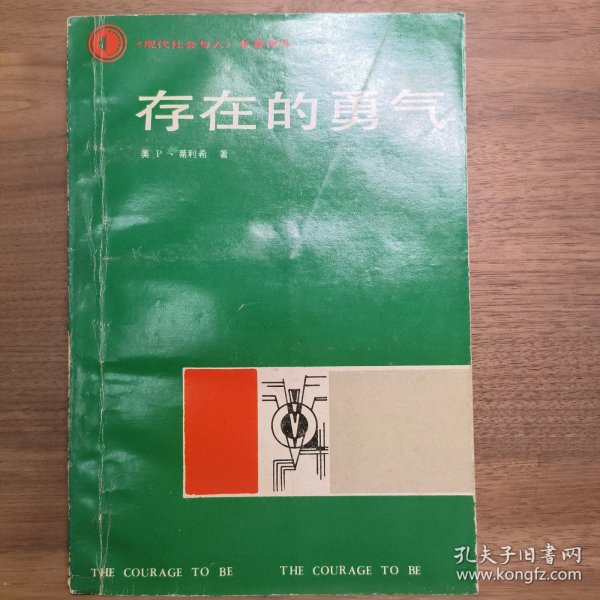 《现代社会与人》名著译丛
存在的勇气
美 P·蒂利希 著
THE COURAGE TO BE THE COURAGE TO BE
孔夫子旧书网
www.kongfz.com